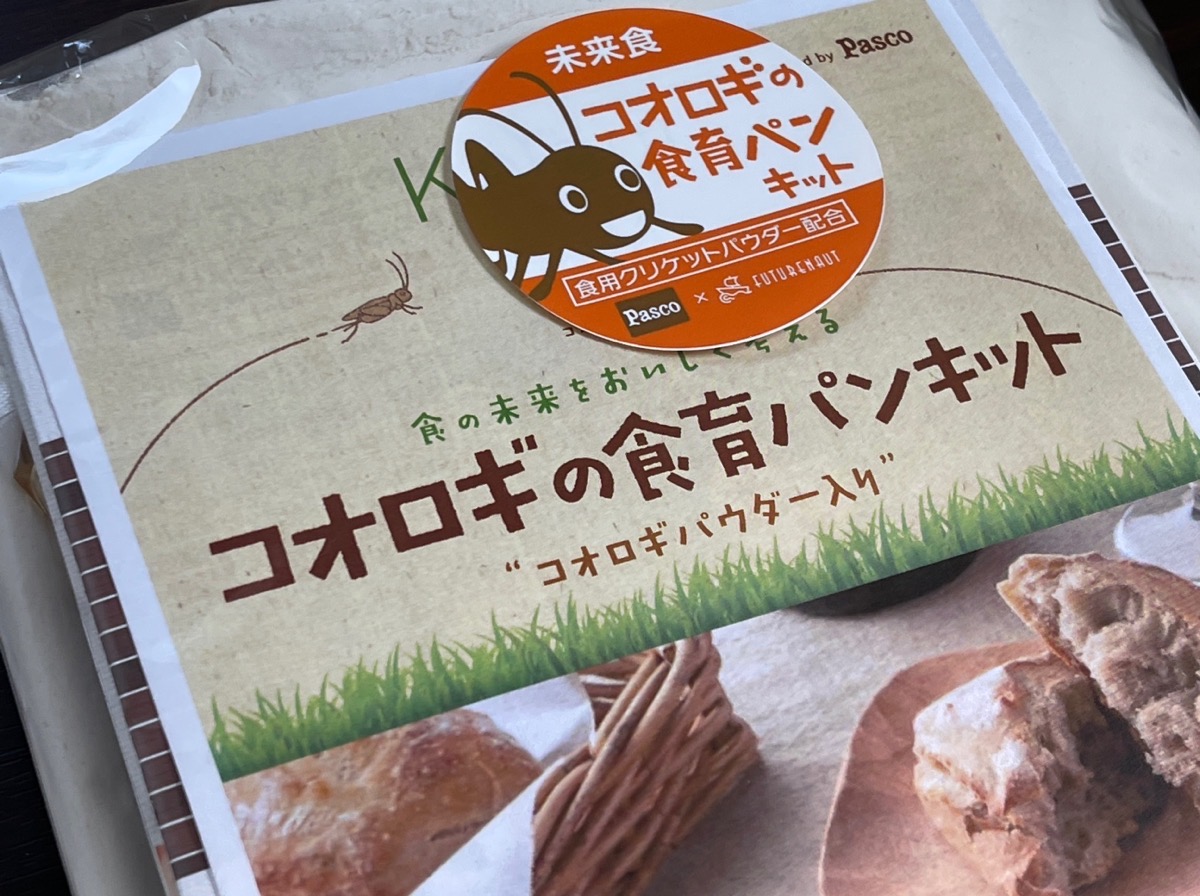 未来食
コオロギの
食育パン
キット
食用クリケットパウダー配合
Pasco × FUTURENAUT
d by Pasco
K
食の未来をおいしく考える
コオロギの食育パンキット
“コオロギパウダー入り”